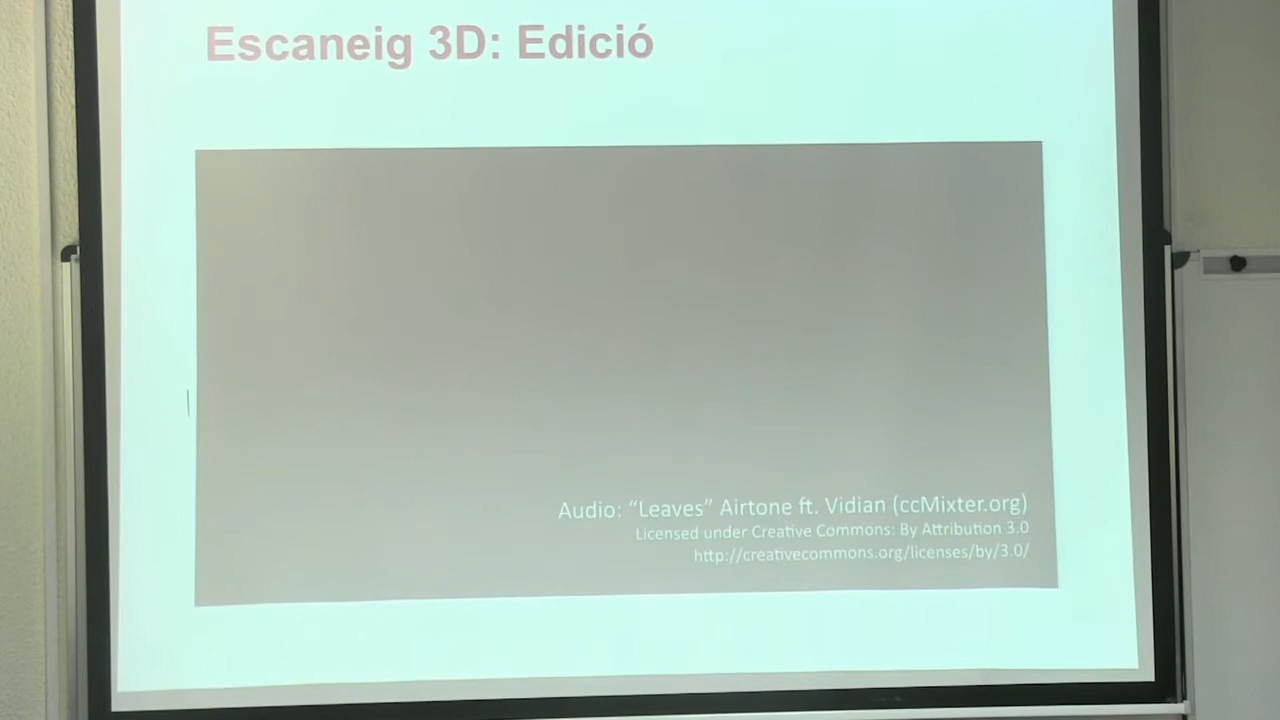 Escaneig 3D: Edició
Audio: “Leaves” Airtone ft. Vidian (ccMixter.org)
Licensed under Creative Commons: By Attribution 3.0
http://creativecommons.org/licenses/by/3.0/